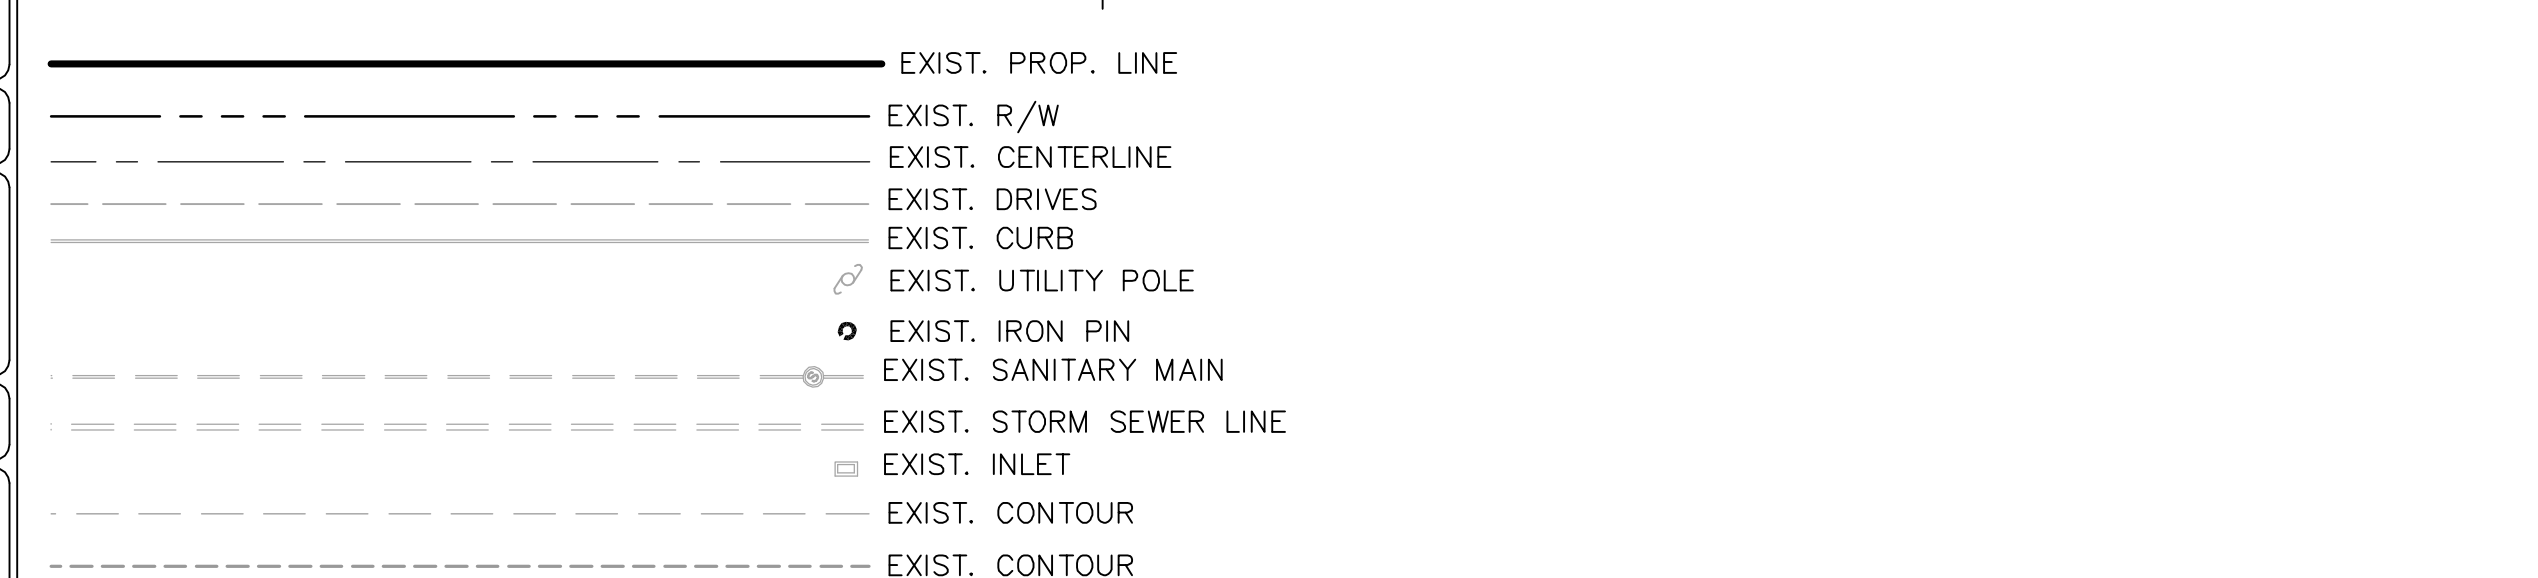 EXIST. PROP. LINE
EXIST. R/W
EXIST. CENTERLINE
EXIST. DRIVES
EXIST. CURB
EXIST. UTILITY POLE
EXIST. IRON PIN
S EXIST. SANITARY MAIN
EXIST. STORM SEWER LINE
EXIST. INLET
EXIST. CONTOUR
EXIST. CONTOUR